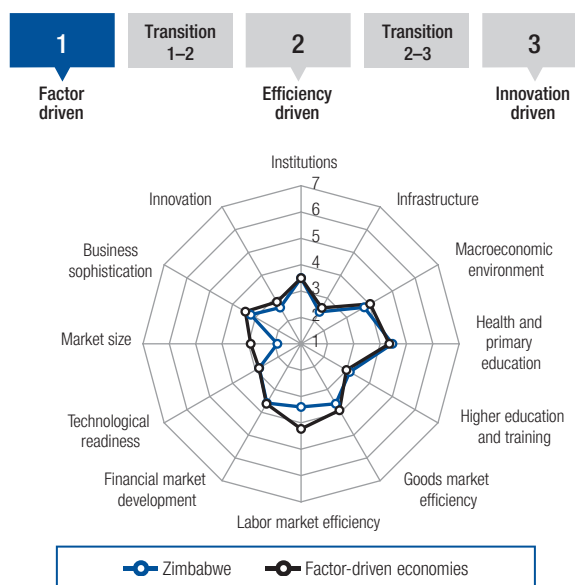 1
Transition
1–2
2
Transition
2–3
3
Factor
driven
Efficiency
driven
Innovation
driven
Institutions
Infrastructure
Macroeconomic
environment
Health and
primary
education
Higher education
and training
Goods market
efficiency
Labor market efficiency
Financial market
development
Technological
readiness
Market size
Business
sophistication
Innovation
7
6
5
4
3
2
1
Zimbabwe
Factor-driven economies